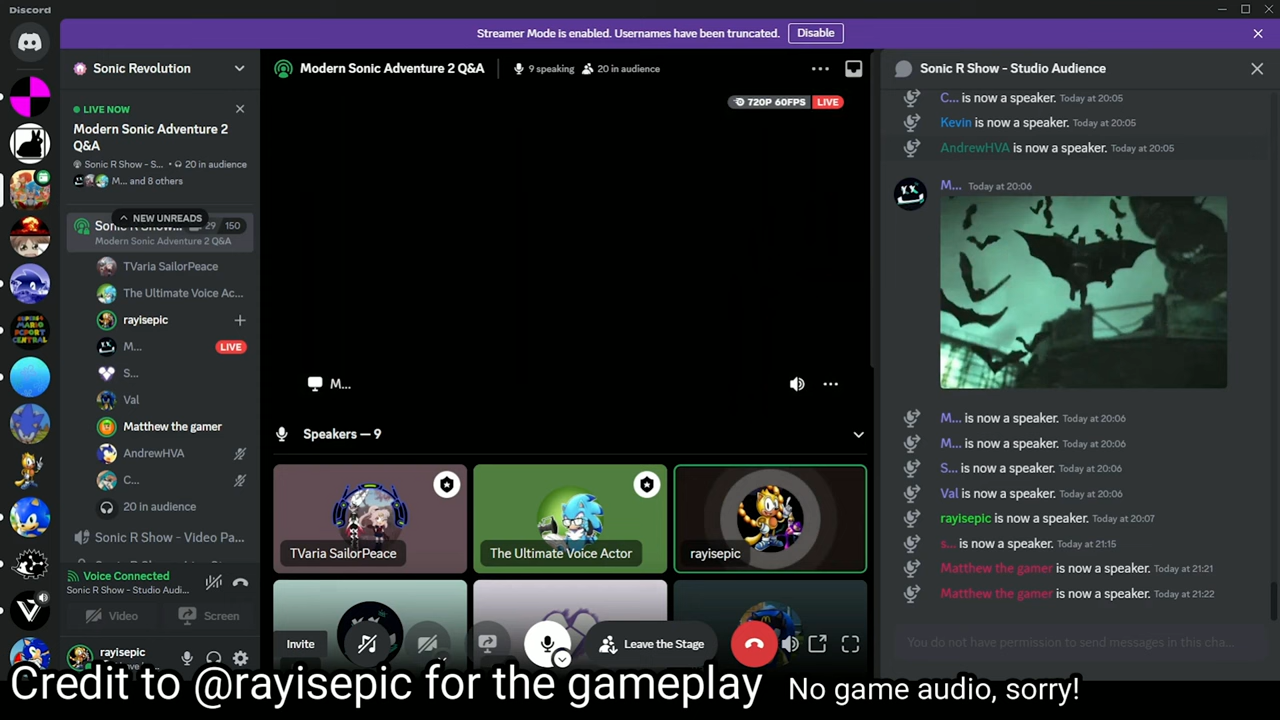 Discord
Streamer Mode is enabled. Usernames have been truncated.
Disable
Sonic Revolution
LIVE NOW
Modern Sonic Adventure 2
Q&A
Sonic R Show - S... • 20 in audience
M... and 8 others
NEW UNREADS
29 150
Modern Sonic Adventure 2 Q&A
TVaria SailorPeace
The Ultimate Voice Ac...
rayisepic
M...
LIVE
S...
Val
Matthew the gamer
AndrewHVA
C...
20 in audience
Sonic R Show - Video Pa...
Voice Connected
Sonic R Show - Studio Audi...
Video
Screen
rayisepic
Modern Sonic Adventure 2 Q&A
9 speaking
20 in audience
720P 60FPS
LIVE
M...
Speakers — 9
TVaria SailorPeace
The Ultimate Voice Actor
rayisepic
Invite
Leave the Stage
Sonic R Show - Studio Audience
C... is now a speaker. Today at 20:05
Kevin is now a speaker. Today at 20:05
AndrewHVA is now a speaker. Today at 20:05
M... Today at 20:06
M... is now a speaker. Today at 20:06
M... is now a speaker. Today at 20:06
S... is now a speaker. Today at 20:06
Val is now a speaker. Today at 20:06
rayisepic is now a speaker. Today at 20:07
s... is now a speaker. Today at 21:15
Matthew the gamer is now a speaker. Today at 21:21
Matthew the gamer is now a speaker. Today at 21:22
You do not have permission to send messages in this cha...
Credit to @rayisepic for the gameplay
No game audio, sorry!